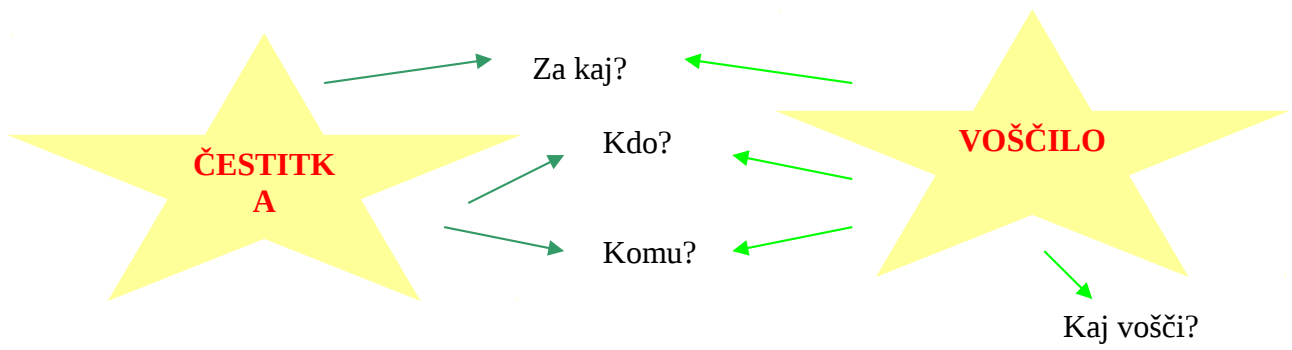 Za kaj?
Kdo?
VOŠČILO
ČESTITK
A
Komu?
Kaj vošči?